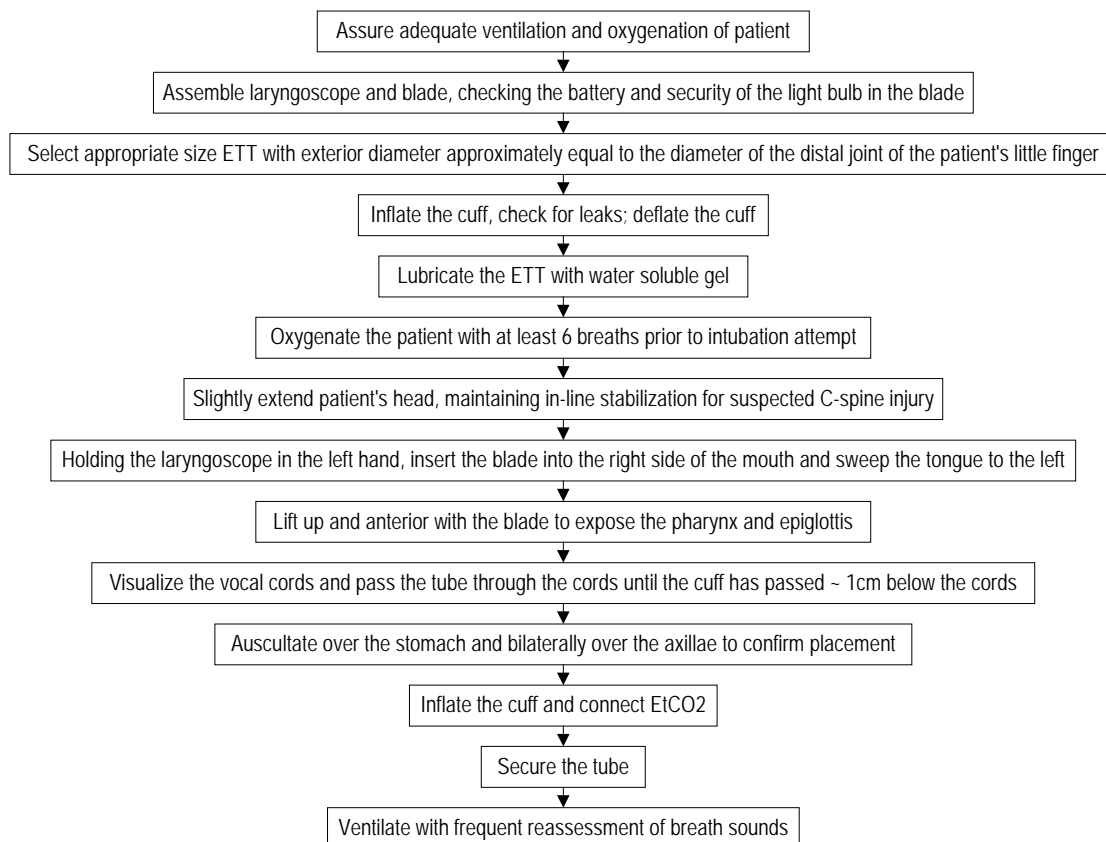 Assure adequate ventilation and oxygenation of patient
Assemble laryngoscope and blade, checking the battery and security of the light bulb in the blade
Select appropriate size ETT with exterior diameter approximately equal to the diameter of the distal joint of the patient's little finger
Inflate the cuff, check for leaks; deflate the cuff
Lubricate the ETT with water soluble gel
Oxygenate the patient with at least 6 breaths prior to intubation attempt
Slightly extend patient's head, maintaining in-line stabilization for suspected C-spine injury
Holding the laryngoscope in the left hand, insert the blade into the right side of the mouth and sweep the tongue to the left
Lift up and anterior with the blade to expose the pharynx and epiglottis
Visualize the vocal cords and pass the tube through the cords until the cuff has passed ~ 1cm below the cords
Auscultate over the stomach and bilaterally over the axillae to confirm placement
Inflate the cuff and connect EtCO2
Secure the tube
Ventilate with frequent reassessment of breath sounds